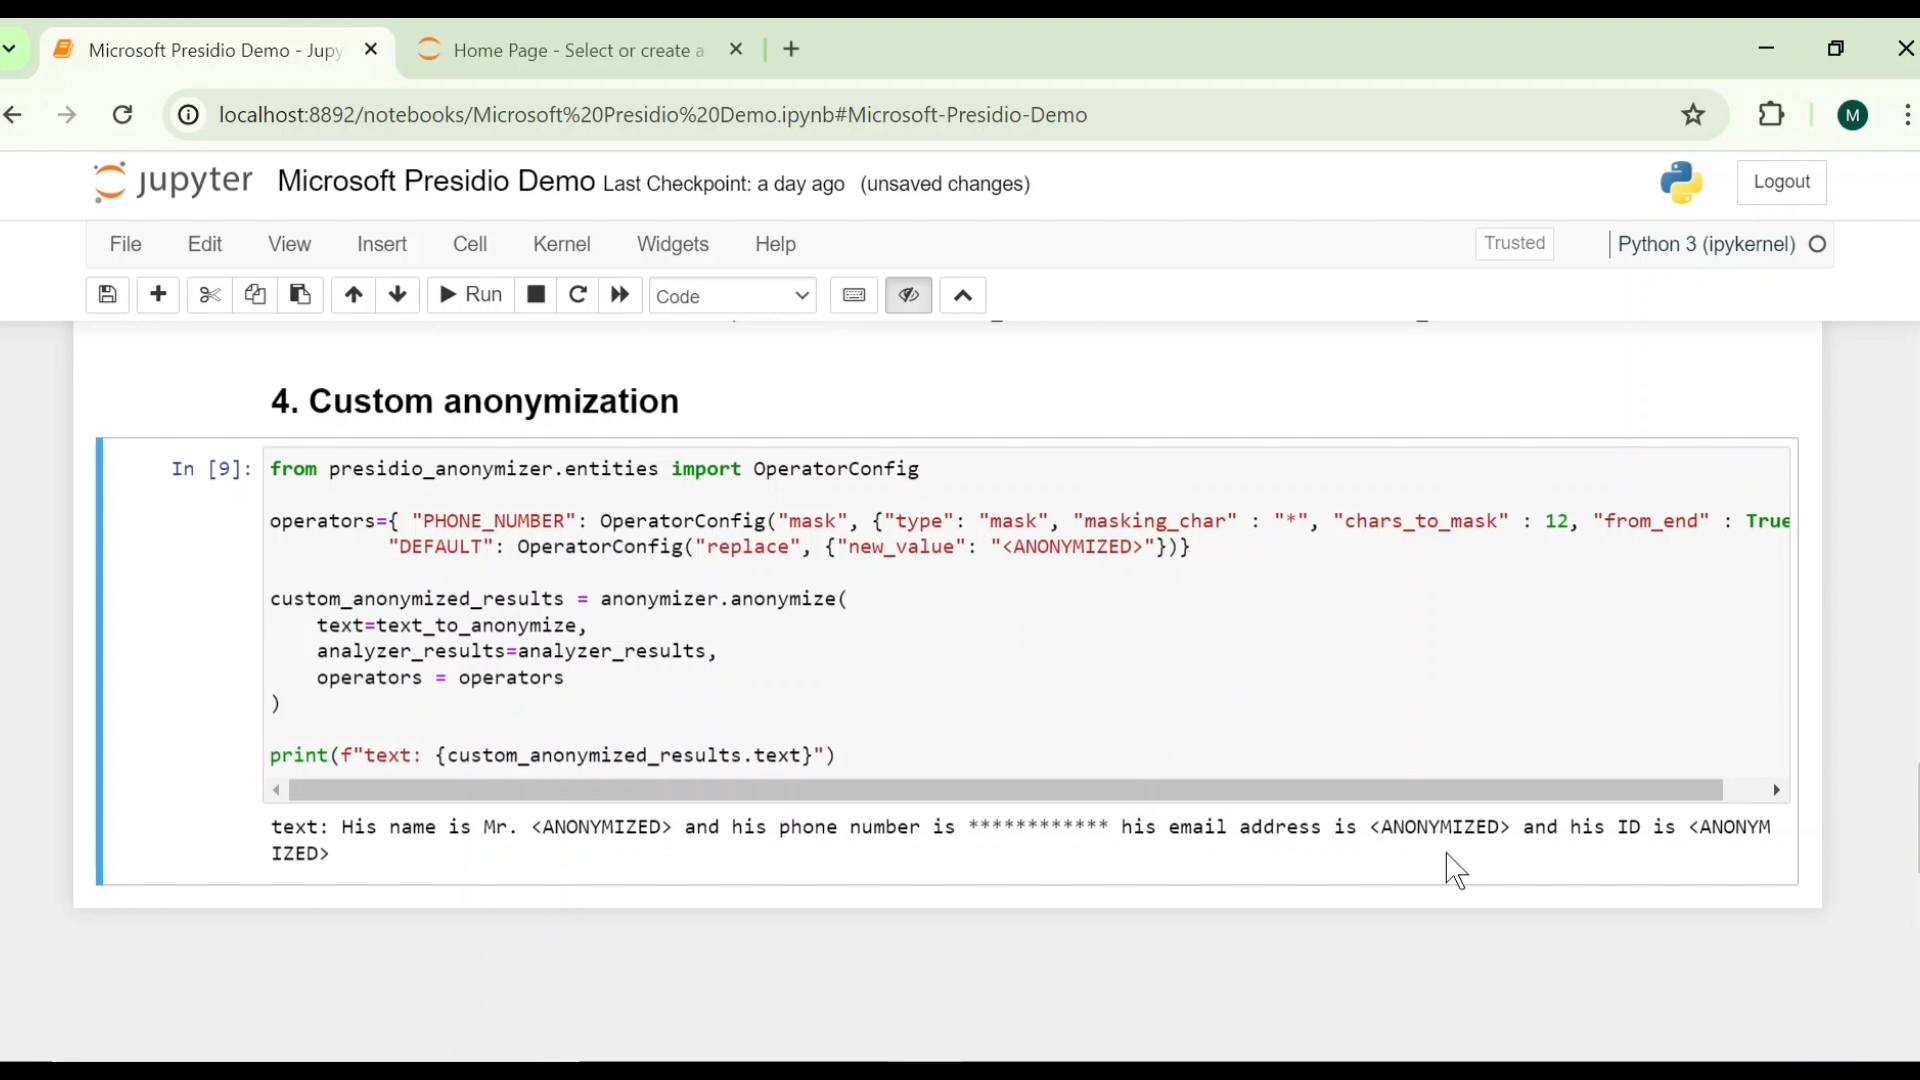 Microsoft Presidio Demo - Jupy
Home Page - Select or create a
localhost:8892/notebooks/Microsoft%20Presidio%20Demo.ipynb#Microsoft-Presidio-Demo
M
jupyter Microsoft Presidio Demo Last Checkpoint: a day ago (unsaved changes)
Logout
File Edit View Insert Cell Kernel Widgets Help
Trusted
Python 3 (ipykernel)
Run
Code
4. Custom anonymization
In [9]: from presidio_anonymizer.entities import OperatorConfig
operators={ "PHONE_NUMBER": OperatorConfig("mask", {"type": "mask", "masking_char" : "*", "chars_to_mask" : 12, "from_end" : True
"DEFAULT": OperatorConfig("replace", {"new_value": "<ANONYMIZED>"})}
custom_anonymized_results = anonymizer.anonymize(
text=text_to_anonymize,
analyzer_results=analyzer_results,
operators = operators
)
print(f"text: {custom_anonymized_results.text}")
text: His name is Mr. <ANONYMIZED> and his phone number is ************ his email address is <ANONYMIZED> and his ID is <ANONYM
IZED>